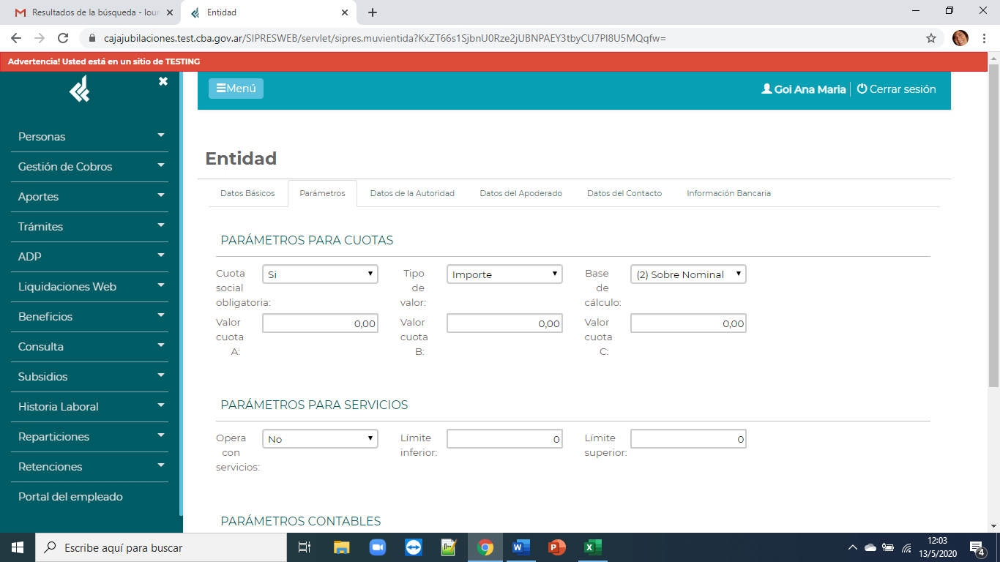 Resultados de la búsqueda - lour
Entidad
cajajubilaciones.test.cba.gov.ar/SIPRESWEB/servlet/sipres.muvientida?KxZT66s1SjbnU0Rze2jUBNPAEY3tbyCU7Pl8U5MQqfw=
Advertencia! Usted está en un sitio de TESTING
Menú
Goi Ana Maria
Cerrar sesión
Personas
Gestión de Cobros
Aportes
Trámites
ADP
Liquidaciones Web
Beneficios
Consulta
Subsidios
Historia Laboral
Reparticiones
Retenciones
Portal del empleado
Entidad
Datos Básicos Parámetros Datos de la Autoridad Datos del Apoderado Datos del Contacto Información Bancaria
PARÁMETROS PARA CUOTAS
Cuota
social
obligatoria:
Si
Tipo
de
valor:
Importe
Base
de
cálculo:
(2) Sobre Nominal
Valor
cuota
A:
0,00
Valor
cuota
B:
0,00
Valor
cuota
C:
0,00
PARÁMETROS PARA SERVICIOS
Opera
con
servicios:
No
Límite
inferior:
0
Límite
superior:
0
PARÁMETROS CONTABLES
Escribe aquí para buscar
12:03
13/5/2020
4